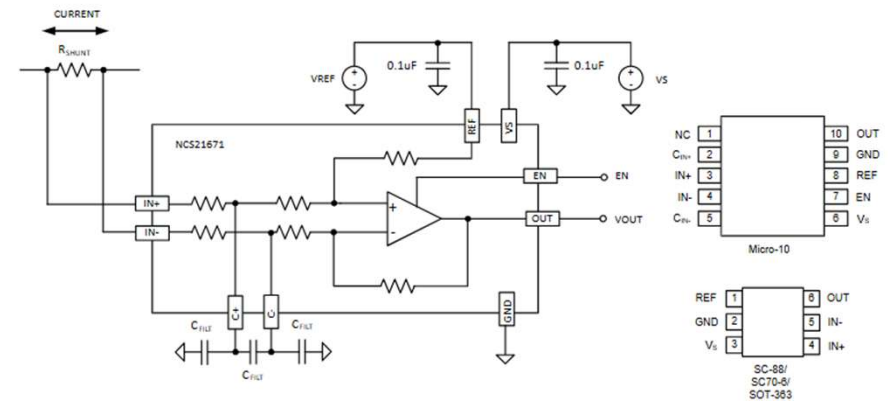 CURRENT
RSHUNT
VREF
0.1uF
0.1uF
VS
REF
VS
NCS21671
EN
EN
IN+
IN-
+
-
OUT
VOUT
C+
C-
GND
CFILT
CFILT
CFILT
NC 1
CIN+ 2
IN+ 3
IN- 4
CIN- 5
10 OUT
9 GND
8 REF
7 EN
6 VS
Micro-10
REF 1
GND 2
VS 3
6 OUT
5 IN-
4 IN+
SC-88/
SC70-6/
SOT-363